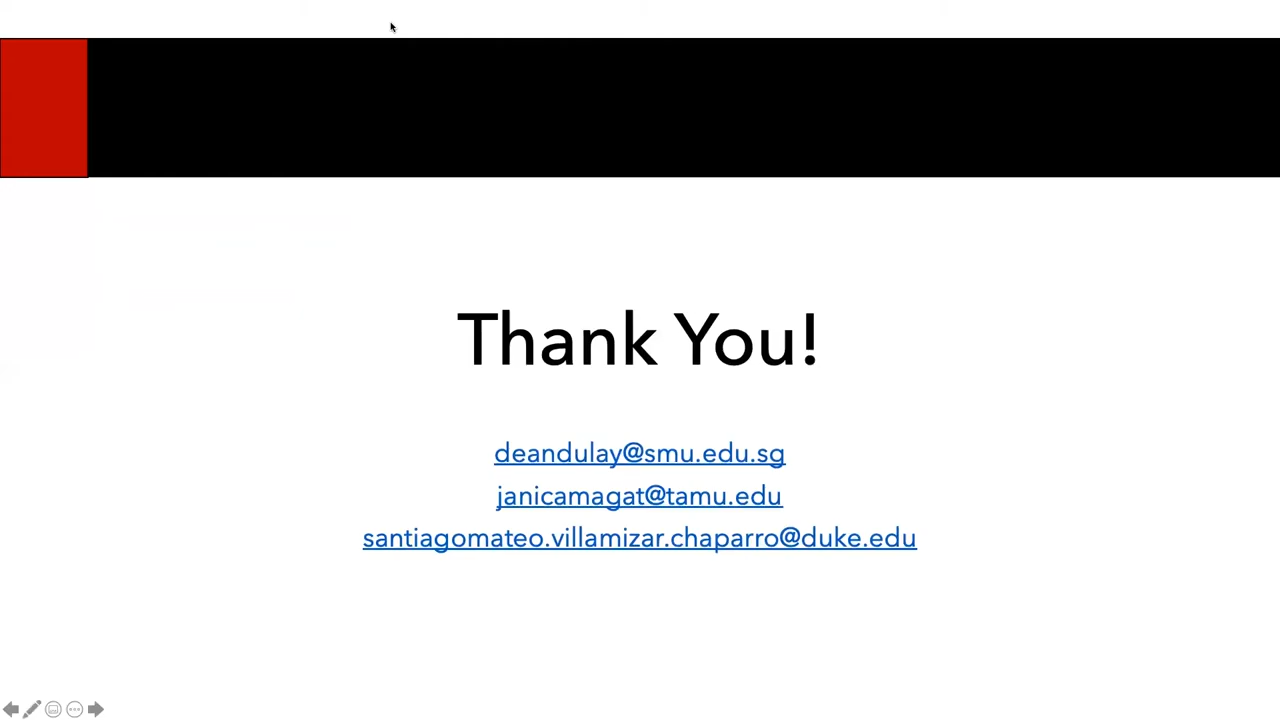 Thank You!
deandulay@smu.edu.sg
janicamagat@tamu.edu
santiagomateo.villamizar.chaparro@duke.edu